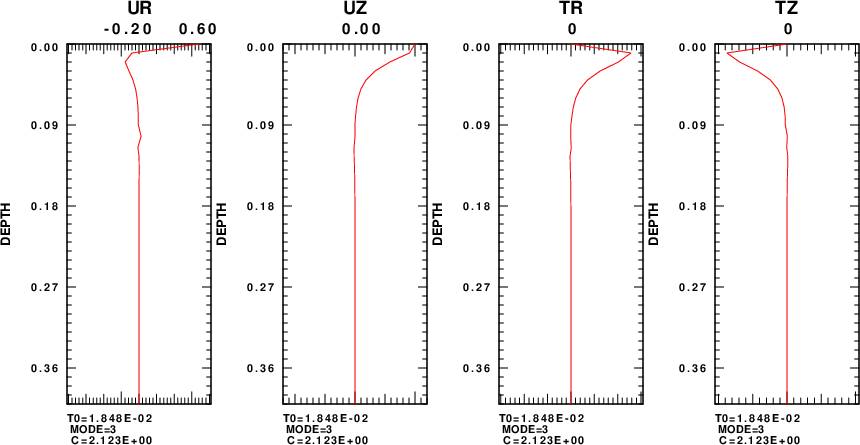 UR UZ TR TZ
-0.20 0.60 0.00 0 0
0.00 0.00 0.00 0.00
0.09 0.09 0.09 0.09
0.18 0.18 0.18 0.18
DEPTH DEPTH DEPTH DEPTH
0.27 0.27 0.27 0.27
0.36 0.36 0.36 0.36
T0=1.848E-02 T0=1.848E-02 T0=1.848E-02 T0=1.848E-02
MODE=3 MODE=3 MODE=3 MODE=3
C=2.123E+00 C=2.123E+00 C=2.123E+00 C=2.123E+00